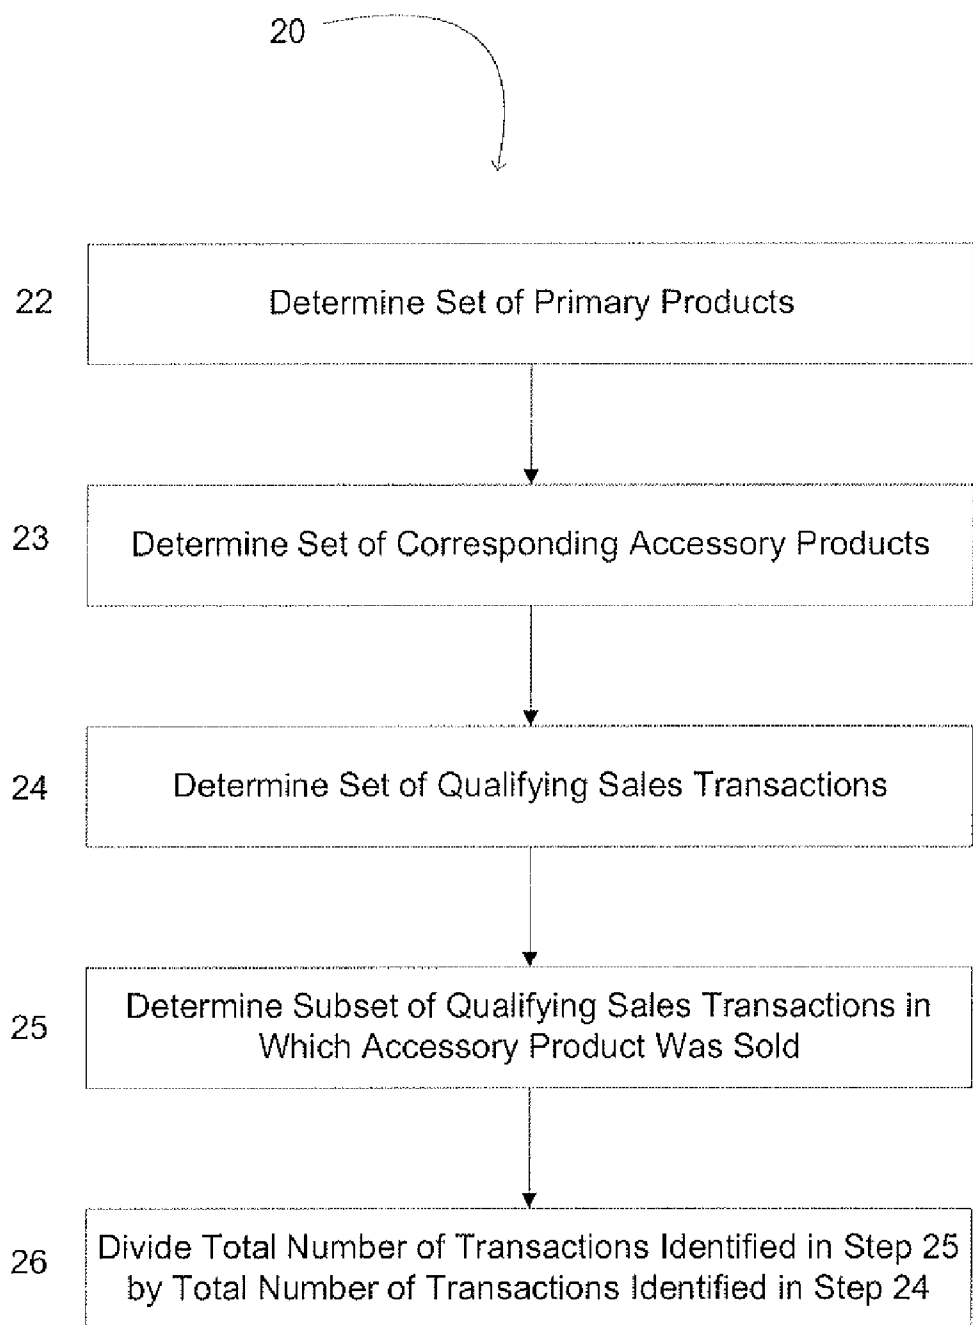 20
22
Determine Set of Primary Products
23
Determine Set of Corresponding Accessory Products
24
Determine Set of Qualifying Sales Transactions
25
Determine Subset of Qualifying Sales Transactions in
Which Accessory Product Was Sold
26
Divide Total Number of Transactions Identified in Step 25
by Total Number of Transactions Identified in Step 24